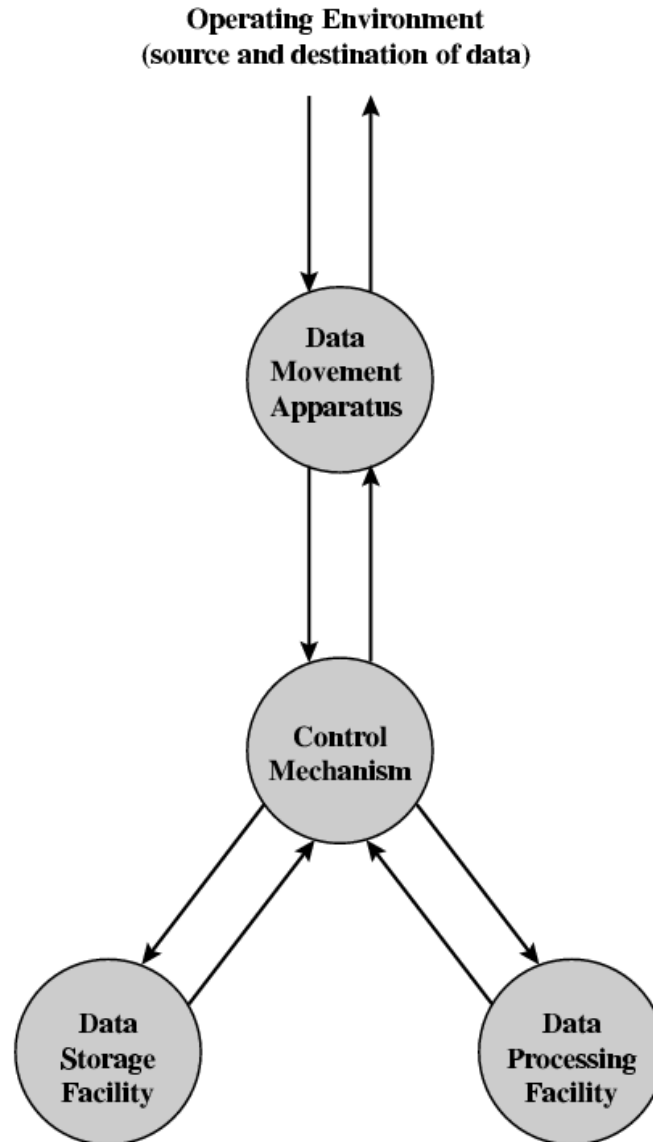 Operating Environment
(source and destination of data)
Data
Movement
Apparatus
Control
Mechanism
Data
Storage
Facility
Data
Processing
Facility